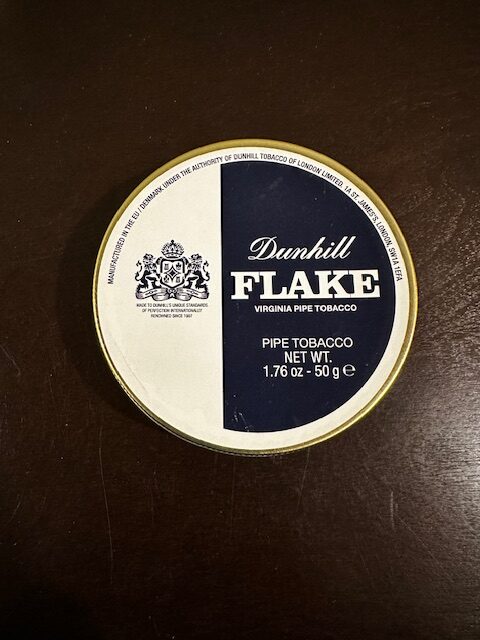 MANUFACTURED IN THE EU / DENMARK UNDER THE AUTHORITY OF DUNHILL TOBACCO OF LONDON LIMITED, 1A ST. JAMES'S, LONDON, SW1A 1EFA
Dunhill
FLAKE
VIRGINIA PIPE TOBACCO
MADE TO DUNHILL'S UNIQUE STANDARDS
OF PERFECTION INTERNATIONALLY
RENOWNED SINCE 1907
PIPE TOBACCO
NET WT.
1.76 oz - 50 g ℮